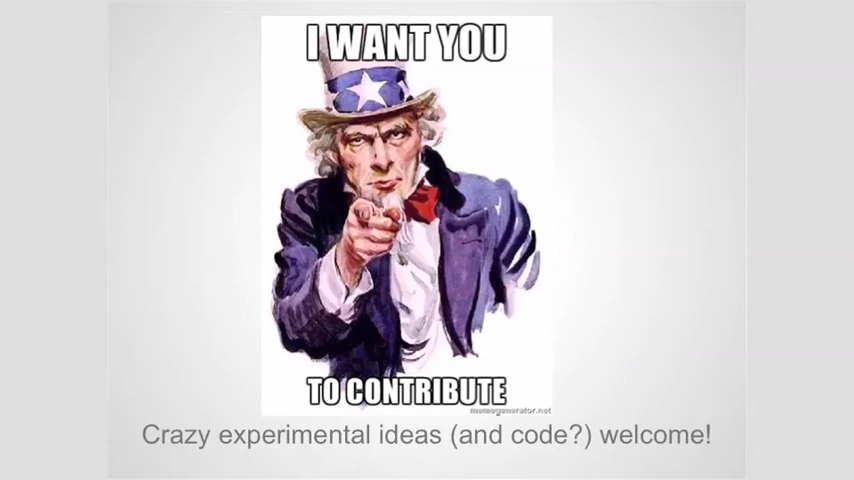 I WANT YOU
TO CONTRIBUTE
memegenerator.net
Crazy experimental ideas (and code?) welcome!